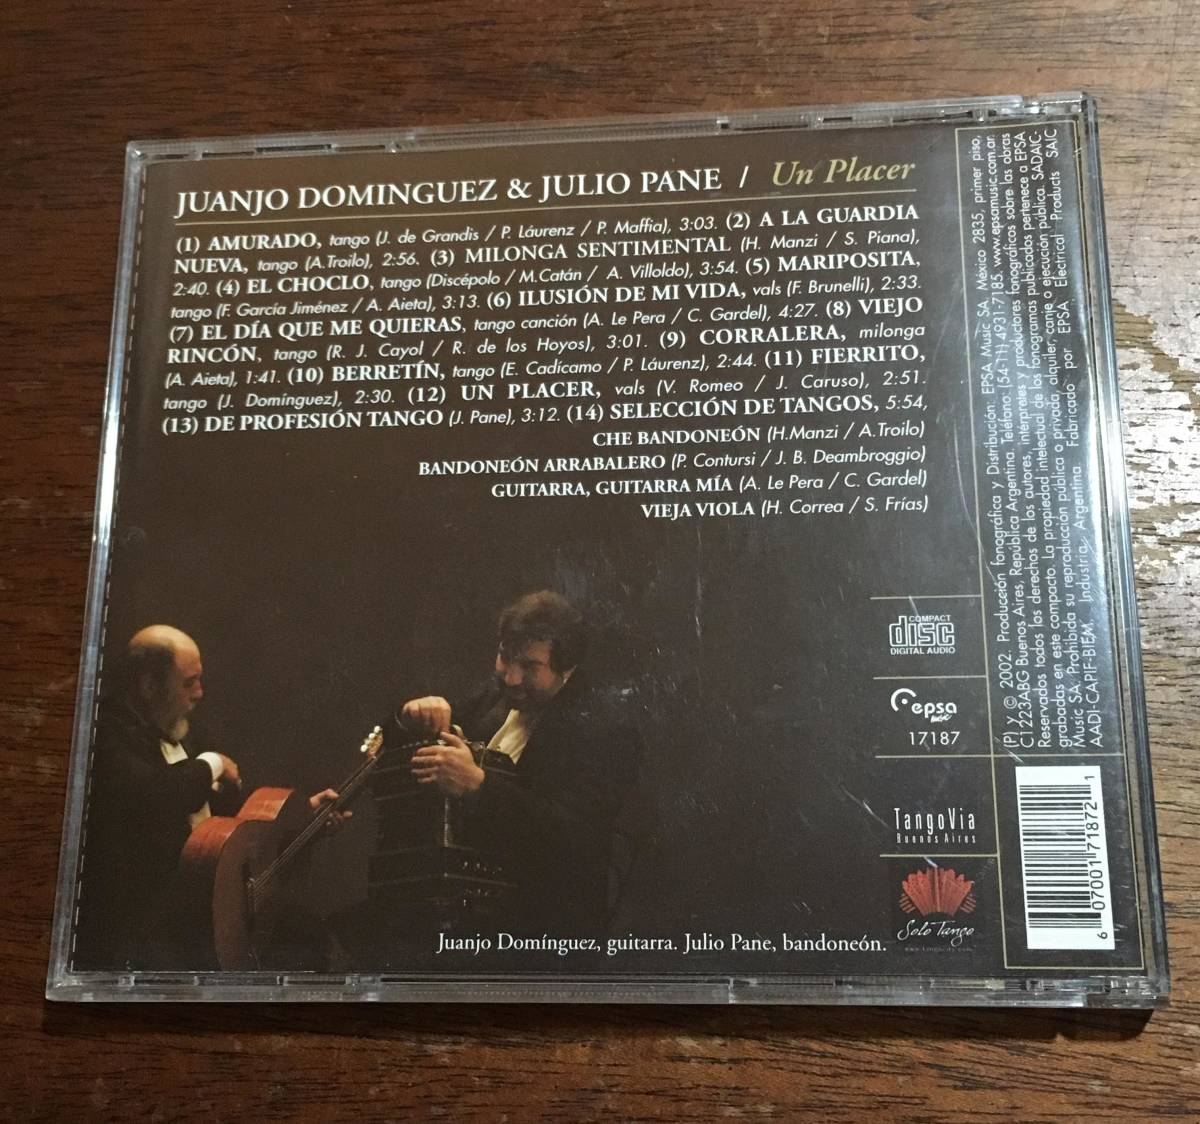 JUANJO DOMINGUEZ & JULIO PANE / Un Placer
(1) AMURADO, tango (J. de Grandis / P. Láurenz / P. Maffia), 3:03. (2) A LA GUARDIA
NUEVA, tango (A.Troilo), 2:56. (3) MILONGA SENTIMENTAL (H. Manzi / S. Piana),
2:40. (4) EL CHOCLO, tango (Discépolo / M.Catán / A. Villoldo), 3:54. (5) MARIPOSITA,
tango (F. García Jiménez / A. Aieta), 3:13. (6) ILUSIÓN DE MI VIDA, vals (F. Brunelli), 2:33.
(7) EL DÍA QUE ME QUIERAS, tango canción (A. Le Pera / C. Gardel), 4:27. (8) VIEJO
RINCÓN, tango (R. J. Cayol / R. de los Hoyos), 3:01. (9) CORRALERA, milonga
(A. Aieta), 1:41. (10) BERRETÍN, tango (E. Cadícamo / P. Láurenz), 2:44. (11) FIERRITO,
tango (J. Domínguez), 2:30. (12) UN PLACER, vals (V. Romeo / J. Caruso), 2:51.
(13) DE PROFESIÓN TANGO (J. Pane), 3:12. (14) SELECCIÓN DE TANGOS, 5:54,
CHE BANDONEÓN (H.Manzi / A.Troilo)
BANDONEÓN ARRABALERO (P. Contursi / J. B. Deambroggio)
GUITARRA, GUITARRA MÍA (A. Le Pera / C. Gardel)
VIEJA VIOLA (H. Correa / S. Frías)
COMPACT
disc
DIGITAL AUDIO
epsa
music
17187
TangoVia
Buenos Aires
Solo Tango
Juanjo Domínguez, guitarra. Julio Pane, bandoneón.
(P) y © 2002. Producción fonográfica y Distribución: EPSA Music SA. México 2835, primer piso,
C1223ABG Buenos Aires, República Argentina. Teléfono: (54-11) 4931-7185. www.epsamusic.com.ar.
Reservados todos los derechos de los autores, intérpretes y productores fonográficos sobre las obras
grabadas en este compacto. La propiedad intelectual de los fonogramas publicados pertenece a EPSA
Music SA. Prohibida su reproducción pública o privada, alquiler, canje o ejecución pública. SADAIC-
AADI-CAPIF-BIEM. Industria Argentina. Fabricado por EPSA Electrical Products SAIC
6 07001 71872 1